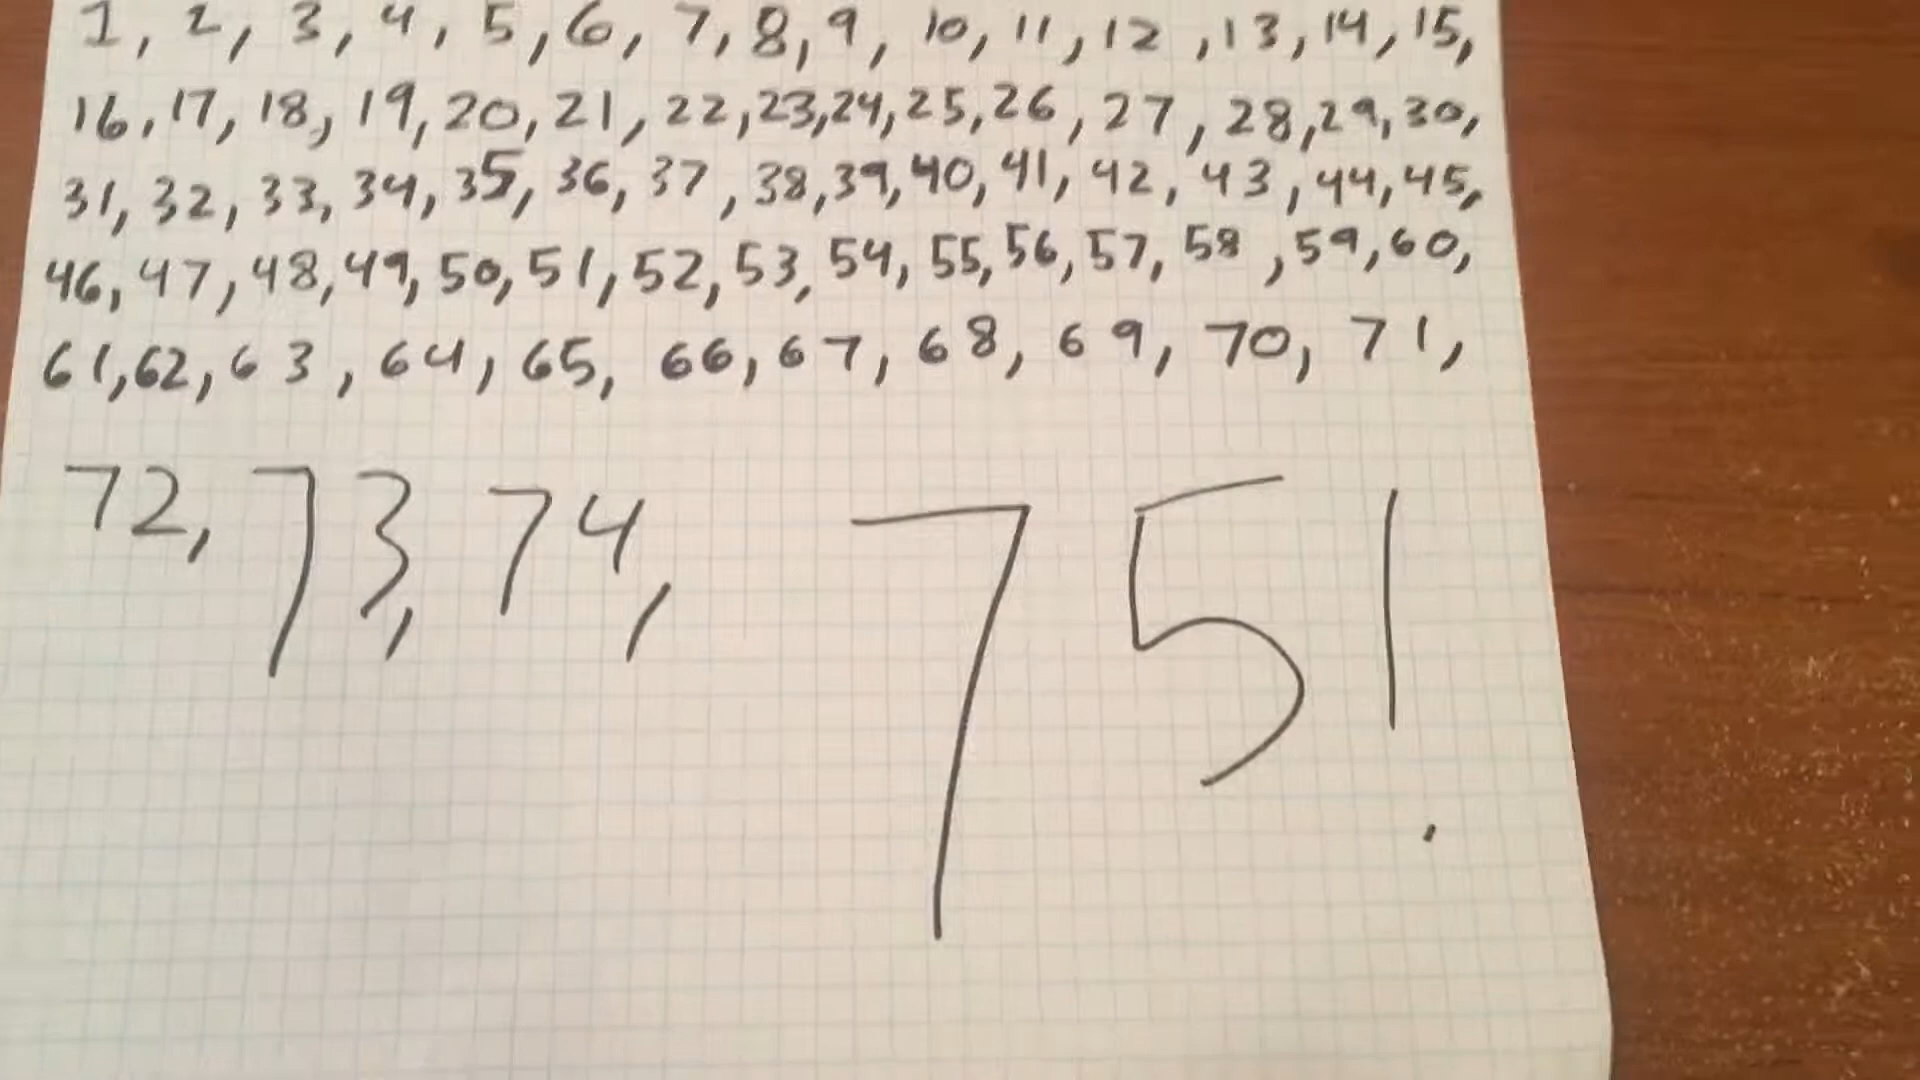 1, 2, 3, 4, 5, 6, 7, 8, 9, 10, 11, 12, 13, 14, 15,
16, 17, 18, 19, 20, 21, 22, 23, 24, 25, 26, 27, 28, 29, 30,
31, 32, 33, 34, 35, 36, 37, 38, 39, 40, 41, 42, 43, 44, 45,
46, 47, 48, 49, 50, 51, 52, 53, 54, 55, 56, 57, 58, 59, 60,
61, 62, 63, 64, 65, 66, 67, 68, 69, 70, 71,
72, 73, 74, 75!